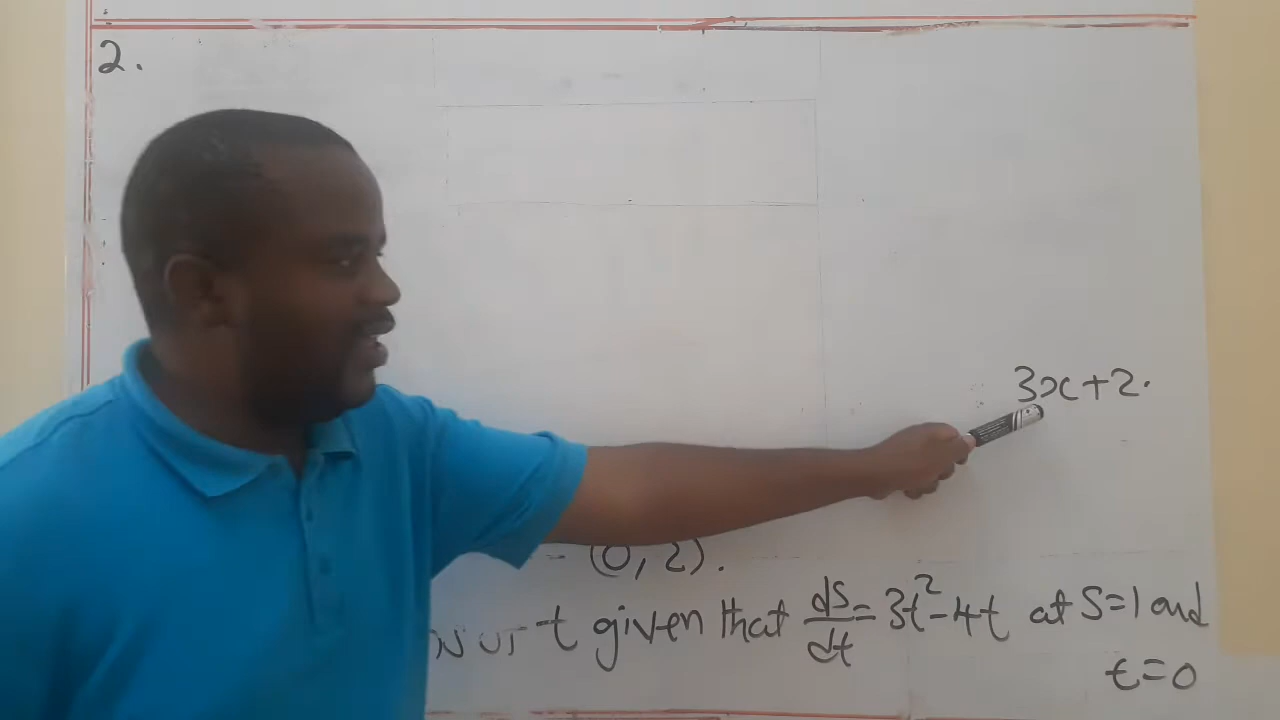 2.
3x+2.
(0, 2).
t given that ds/dt = 3t²-4t at S=1 and
t=0